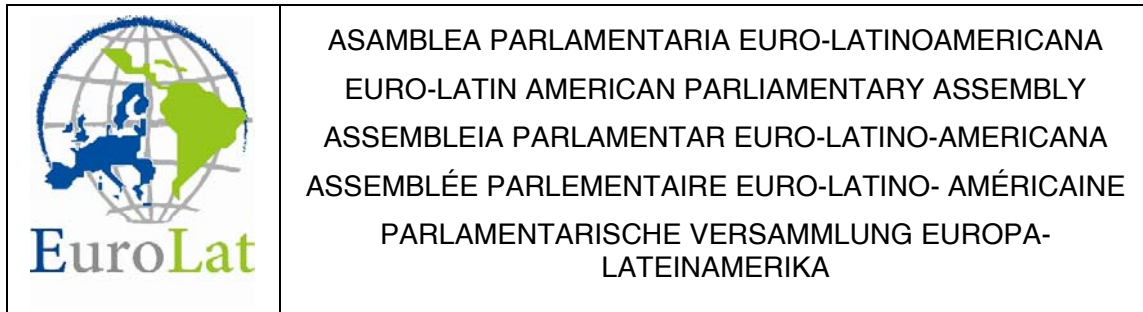 EuroLat
ASAMBLEA PARLAMENTARIA EURO-LATINOAMERICANA
EURO-LATIN AMERICAN PARLIAMENTARY ASSEMBLY
ASSEMBLEIA PARLAMENTAR EURO-LATINO-AMERICANA
ASSEMBLÉE PARLEMENTAIRE EURO-LATINO- AMÉRICAINE
PARLAMENTARISCHE VERSAMMLUNG EUROPA-
LATEINAMERIKA